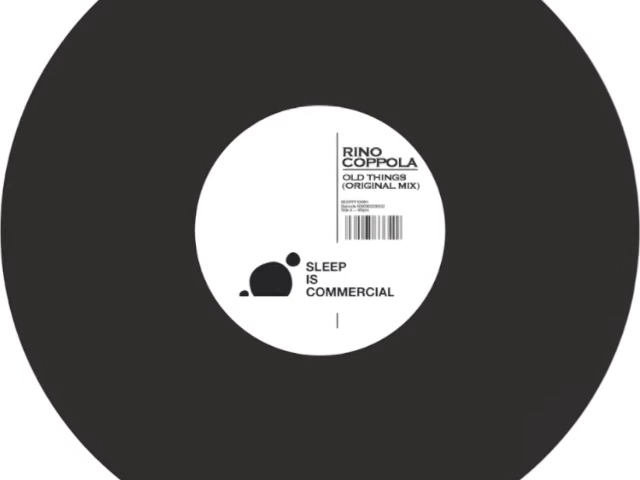 RINO
COPPOLA
OLD THINGS
(ORIGINAL MIX)
SLEEP
IS
COMMERCIAL